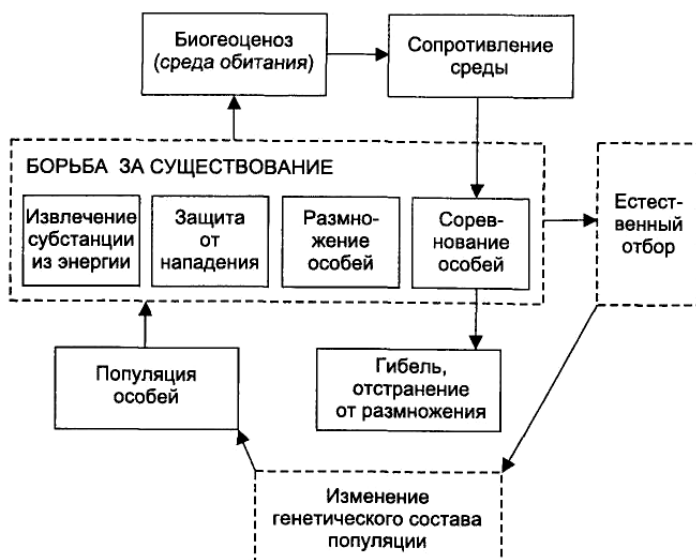 Биогеоценоз
(среда обитания)
Сопротивление
среды
БОРЬБА ЗА СУЩЕСТВОВАНИЕ
Извлечение
субстанции
из энергии
Защита
от
нападения
Размно-
жение
особей
Сорев-
нование
особей
Естест-
венный
отбор
Популяция
особей
Гибель,
отстранение
от размножения
Изменение
генетического состава
популяции